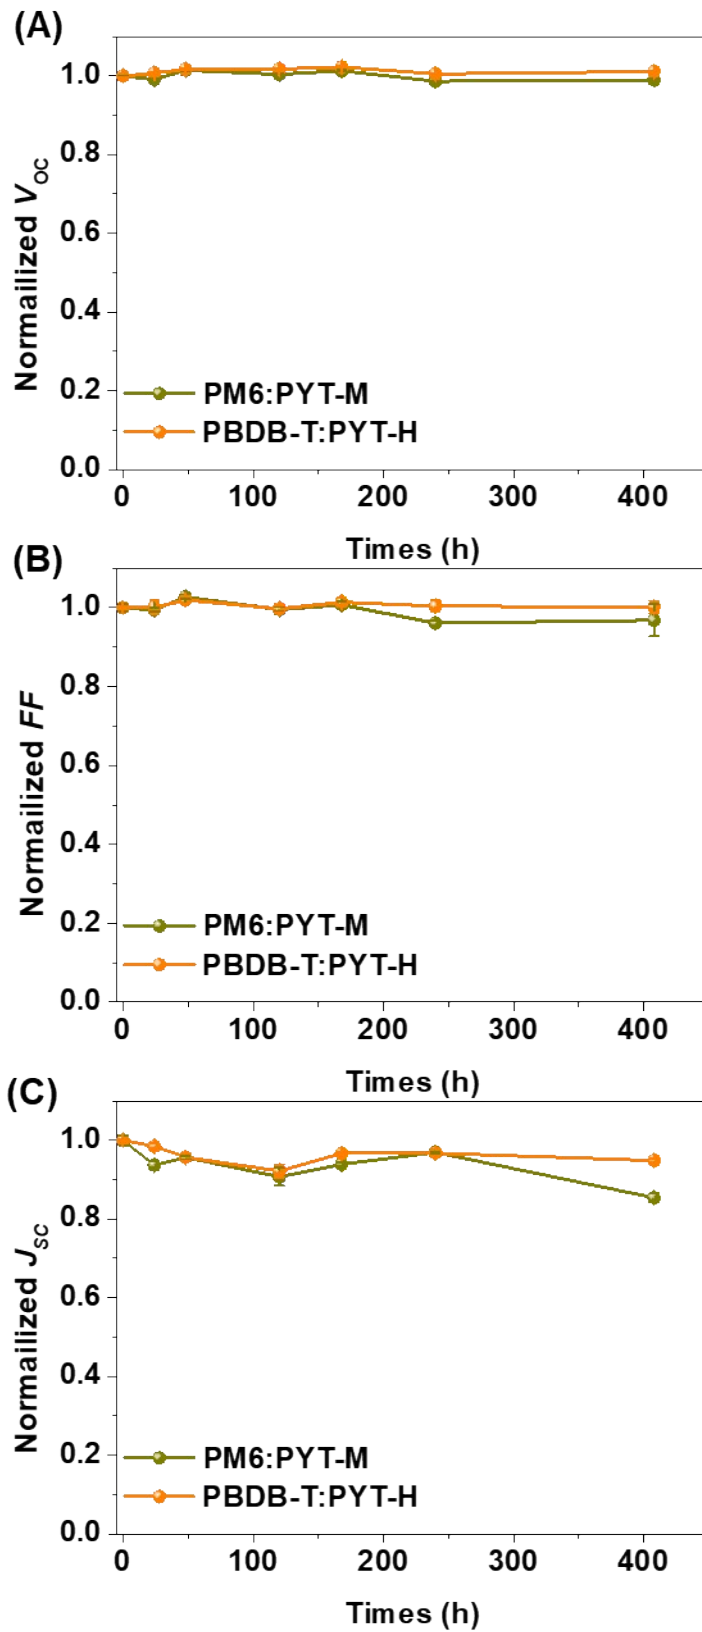 (A)
Normailized VOC
1.0
0.8
0.6
0.4
0.2
0.0
PM6:PYT-M
PBDB-T:PYT-H
0 100 200 300 400
Times (h)
(B)
Normailized FF
1.0
0.8
0.6
0.4
0.2
0.0
PM6:PYT-M
PBDB-T:PYT-H
0 100 200 300 400
Times (h)
(C)
Normailized JSC
1.0
0.8
0.6
0.4
0.2
0.0
PM6:PYT-M
PBDB-T:PYT-H
0 100 200 300 400
Times (h)